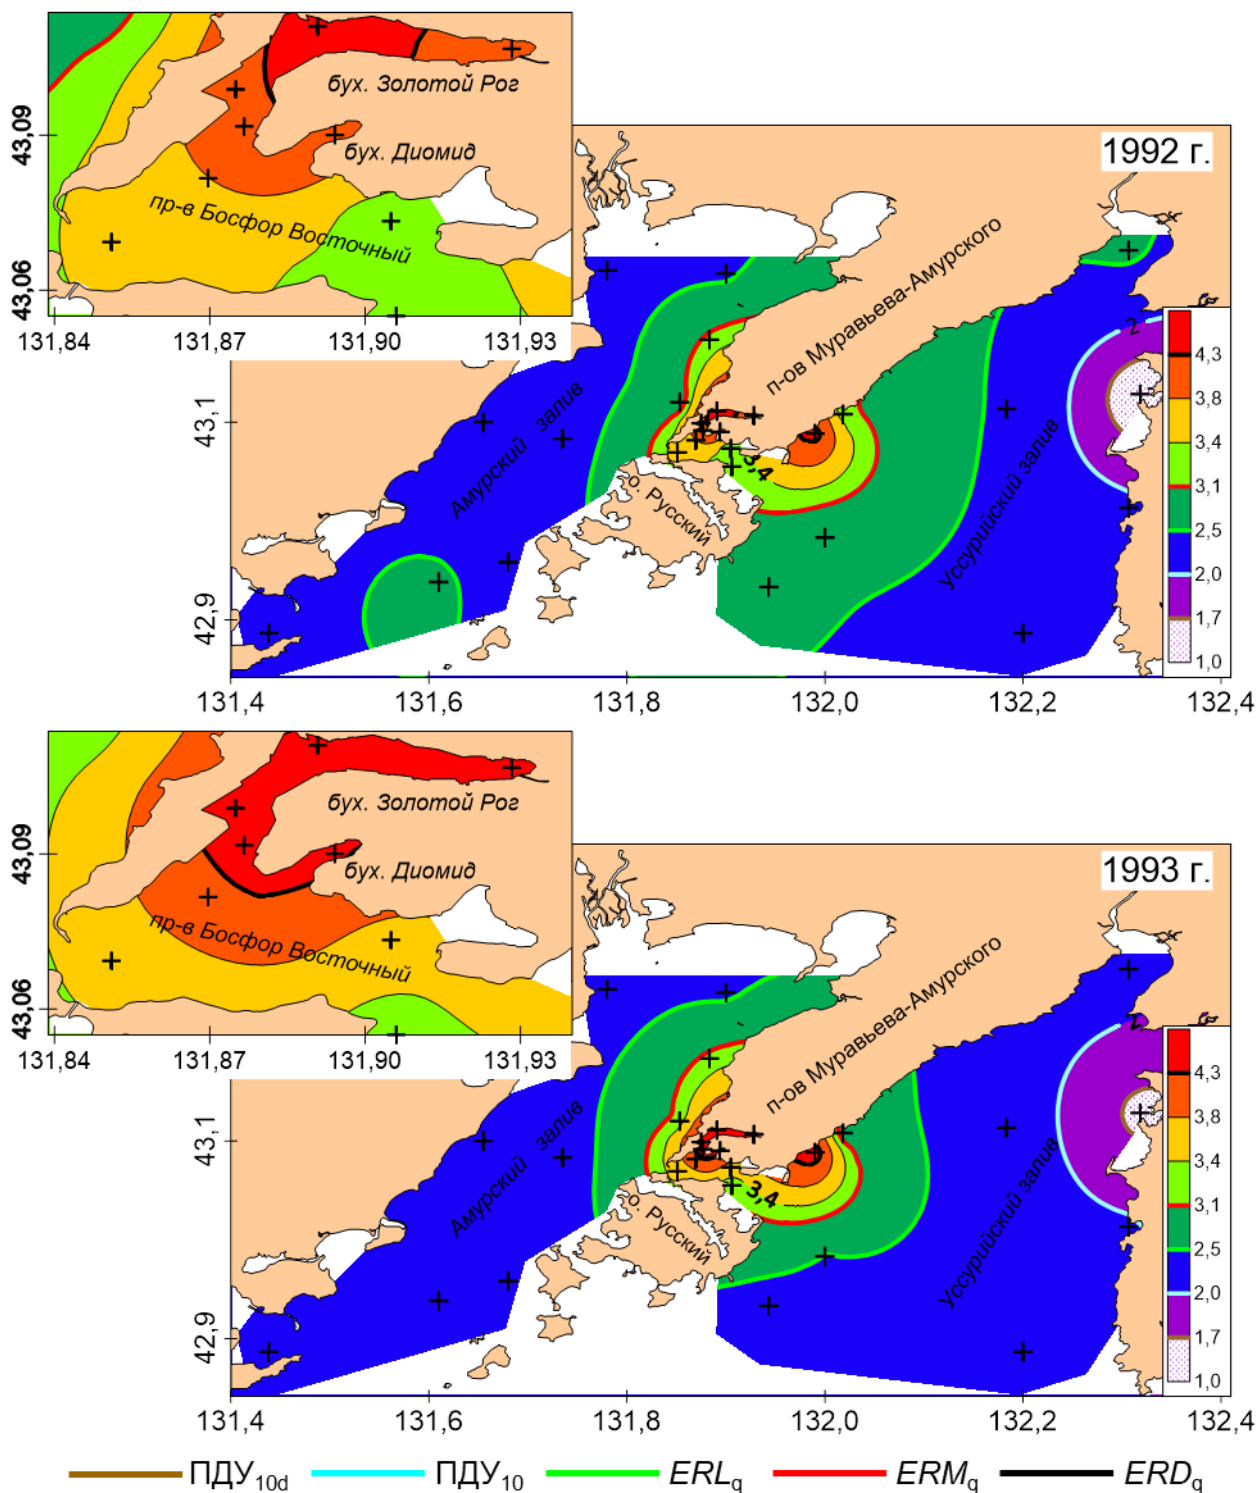 бух. Золотой Рог
бух. Диомид
пр-в Босфор Восточный
43,09
43,06
131,84
131,87
131,90
131,93
1992 г.
п-ов Муравьева-Амурского
Амурский залив
о. Русский
Уссурийский залив
3,4
2
43,1
42,9
131,4
131,6
131,8
132,0
132,2
132,4
4,3
3,8
3,4
3,1
2,5
2,0
1,7
1,0
бух. Золотой Рог
бух. Диомид
пр-в Босфор Восточный
43,09
43,06
131,84
131,87
131,90
131,93
1993 г.
п-ов Муравьева-Амурского
Амурский залив
о. Русский
Уссурийский залив
3,4
2
43,1
42,9
131,4
131,6
131,8
132,0
132,2
132,4
4,3
3,8
3,4
3,1
2,5
2,0
1,7
1,0
ПДУ10d ПДУ10 ERLq ERMq ERDq